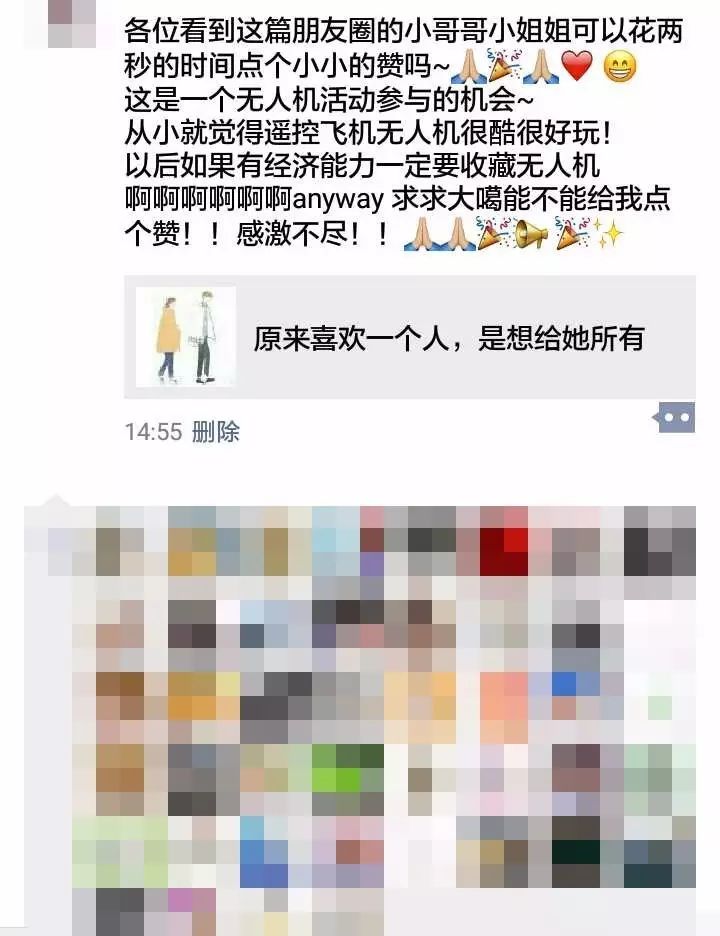 各位看到这篇朋友圈的小哥哥小姐姐可以花两
秒的时间点个小小的赞吗~🙏🎉🙏❤️😁
这是一个无人机活动参与的机会~
从小就觉得遥控飞机无人机很酷很好玩！
以后如果有经济能力一定要收藏无人机
啊啊啊啊啊啊anyway 求求大噶能不能给我点
个赞！！感激不尽！！🙏🙏🎉📢🎉✨
原来喜欢一个人，是想给她所有
14:55 删除